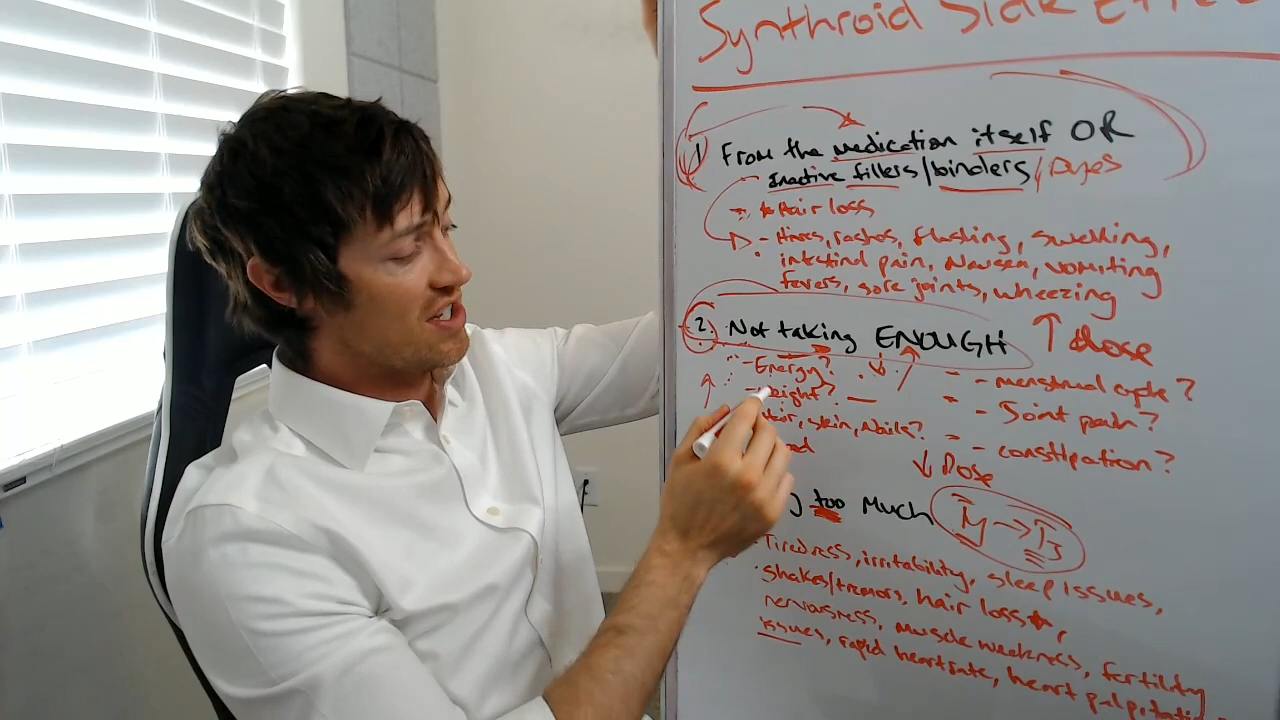 Synthroid Side Effec
1) From the medication itself OR
- Inactive fillers/binders/Dyes
- * Hair loss
- Hives, rashes, flushing, swelling,
intestinal pain, Nausea, vomiting
fevers, sore joints, wheezing
2) Not taking ENOUGH ↑ dose
- Energy? ↓
- weight?
Hair, skin, Nails?
- menstrual cycle?
- Joint pain?
- constipation?
↓ Dose
too Much T4 → T3
- Tiredness, irritability, sleep issues,
shakes/tremors, hair loss*,
nervousness, muscle weakness, fertility
issues, rapid heartrate, heart palpitati